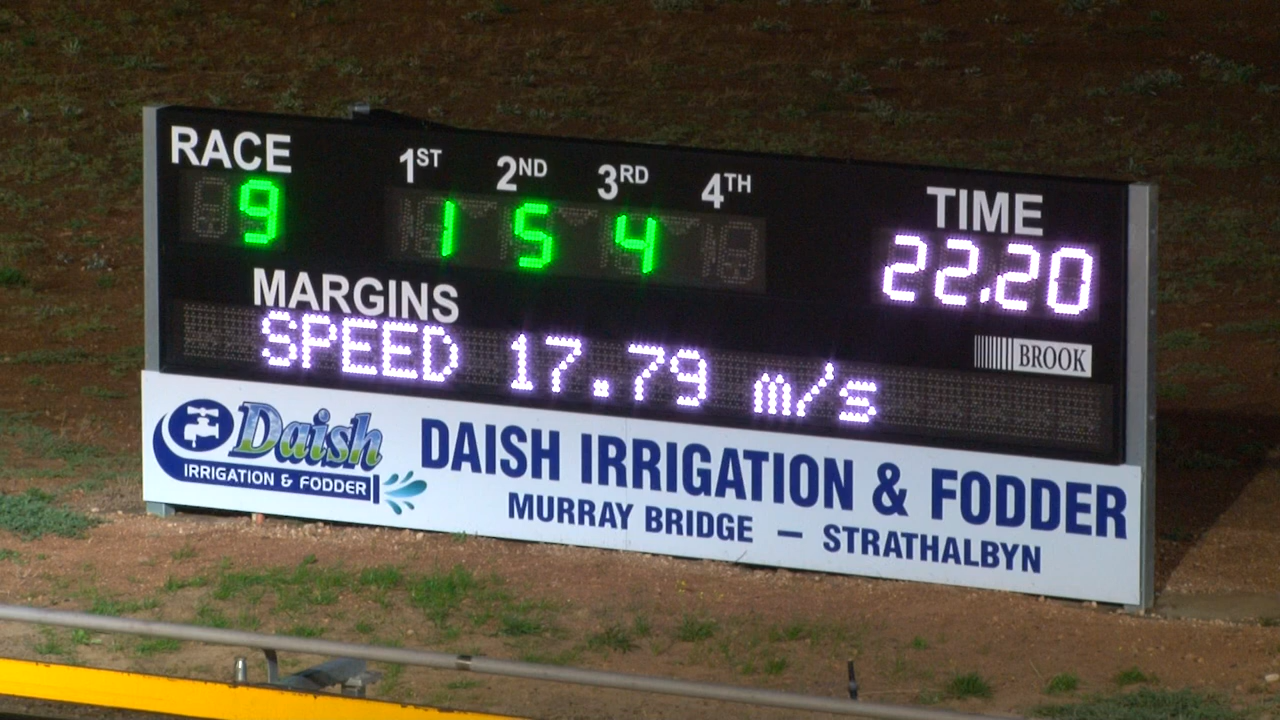 RACE 1ST 2ND 3RD 4TH TIME
9 1 5 4 22.20
MARGINS
SPEED 17.79 m/s
BROOK
Daish
IRRIGATION & FODDER
DAISH IRRIGATION & FODDER
MURRAY BRIDGE – STRATHALBYN